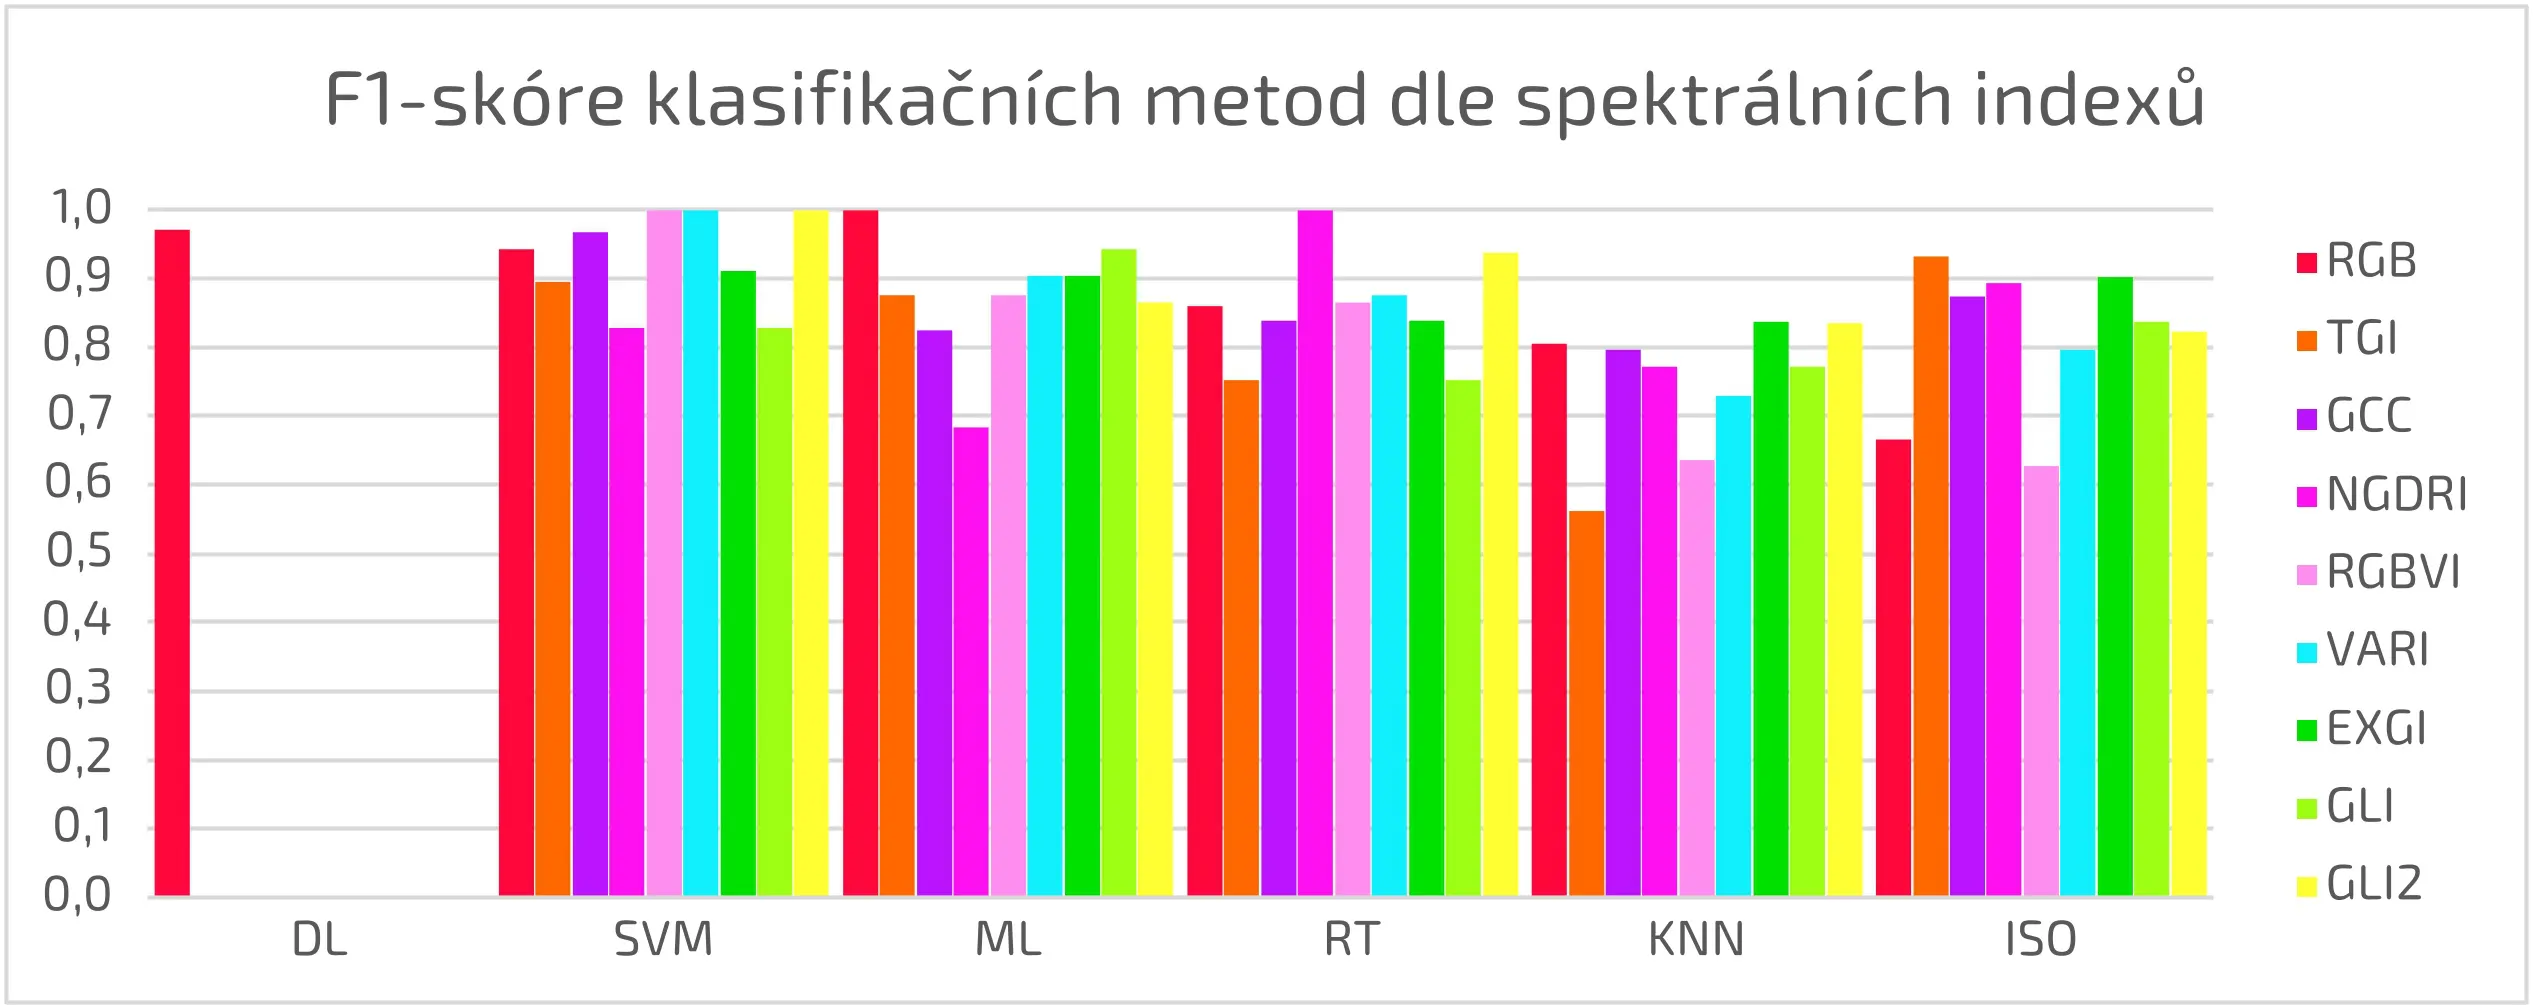 F1-skóre klasifikačních metod dle spektrálních indexů
1,0
0,9
0,8
0,7
0,6
0,5
0,4
0,3
0,2
0,1
0,0
DL SVM ML RT KNN ISO
RGB
TGI
GCC
NGDRI
RGBVI
VARI
EXGI
GLI
GLI2